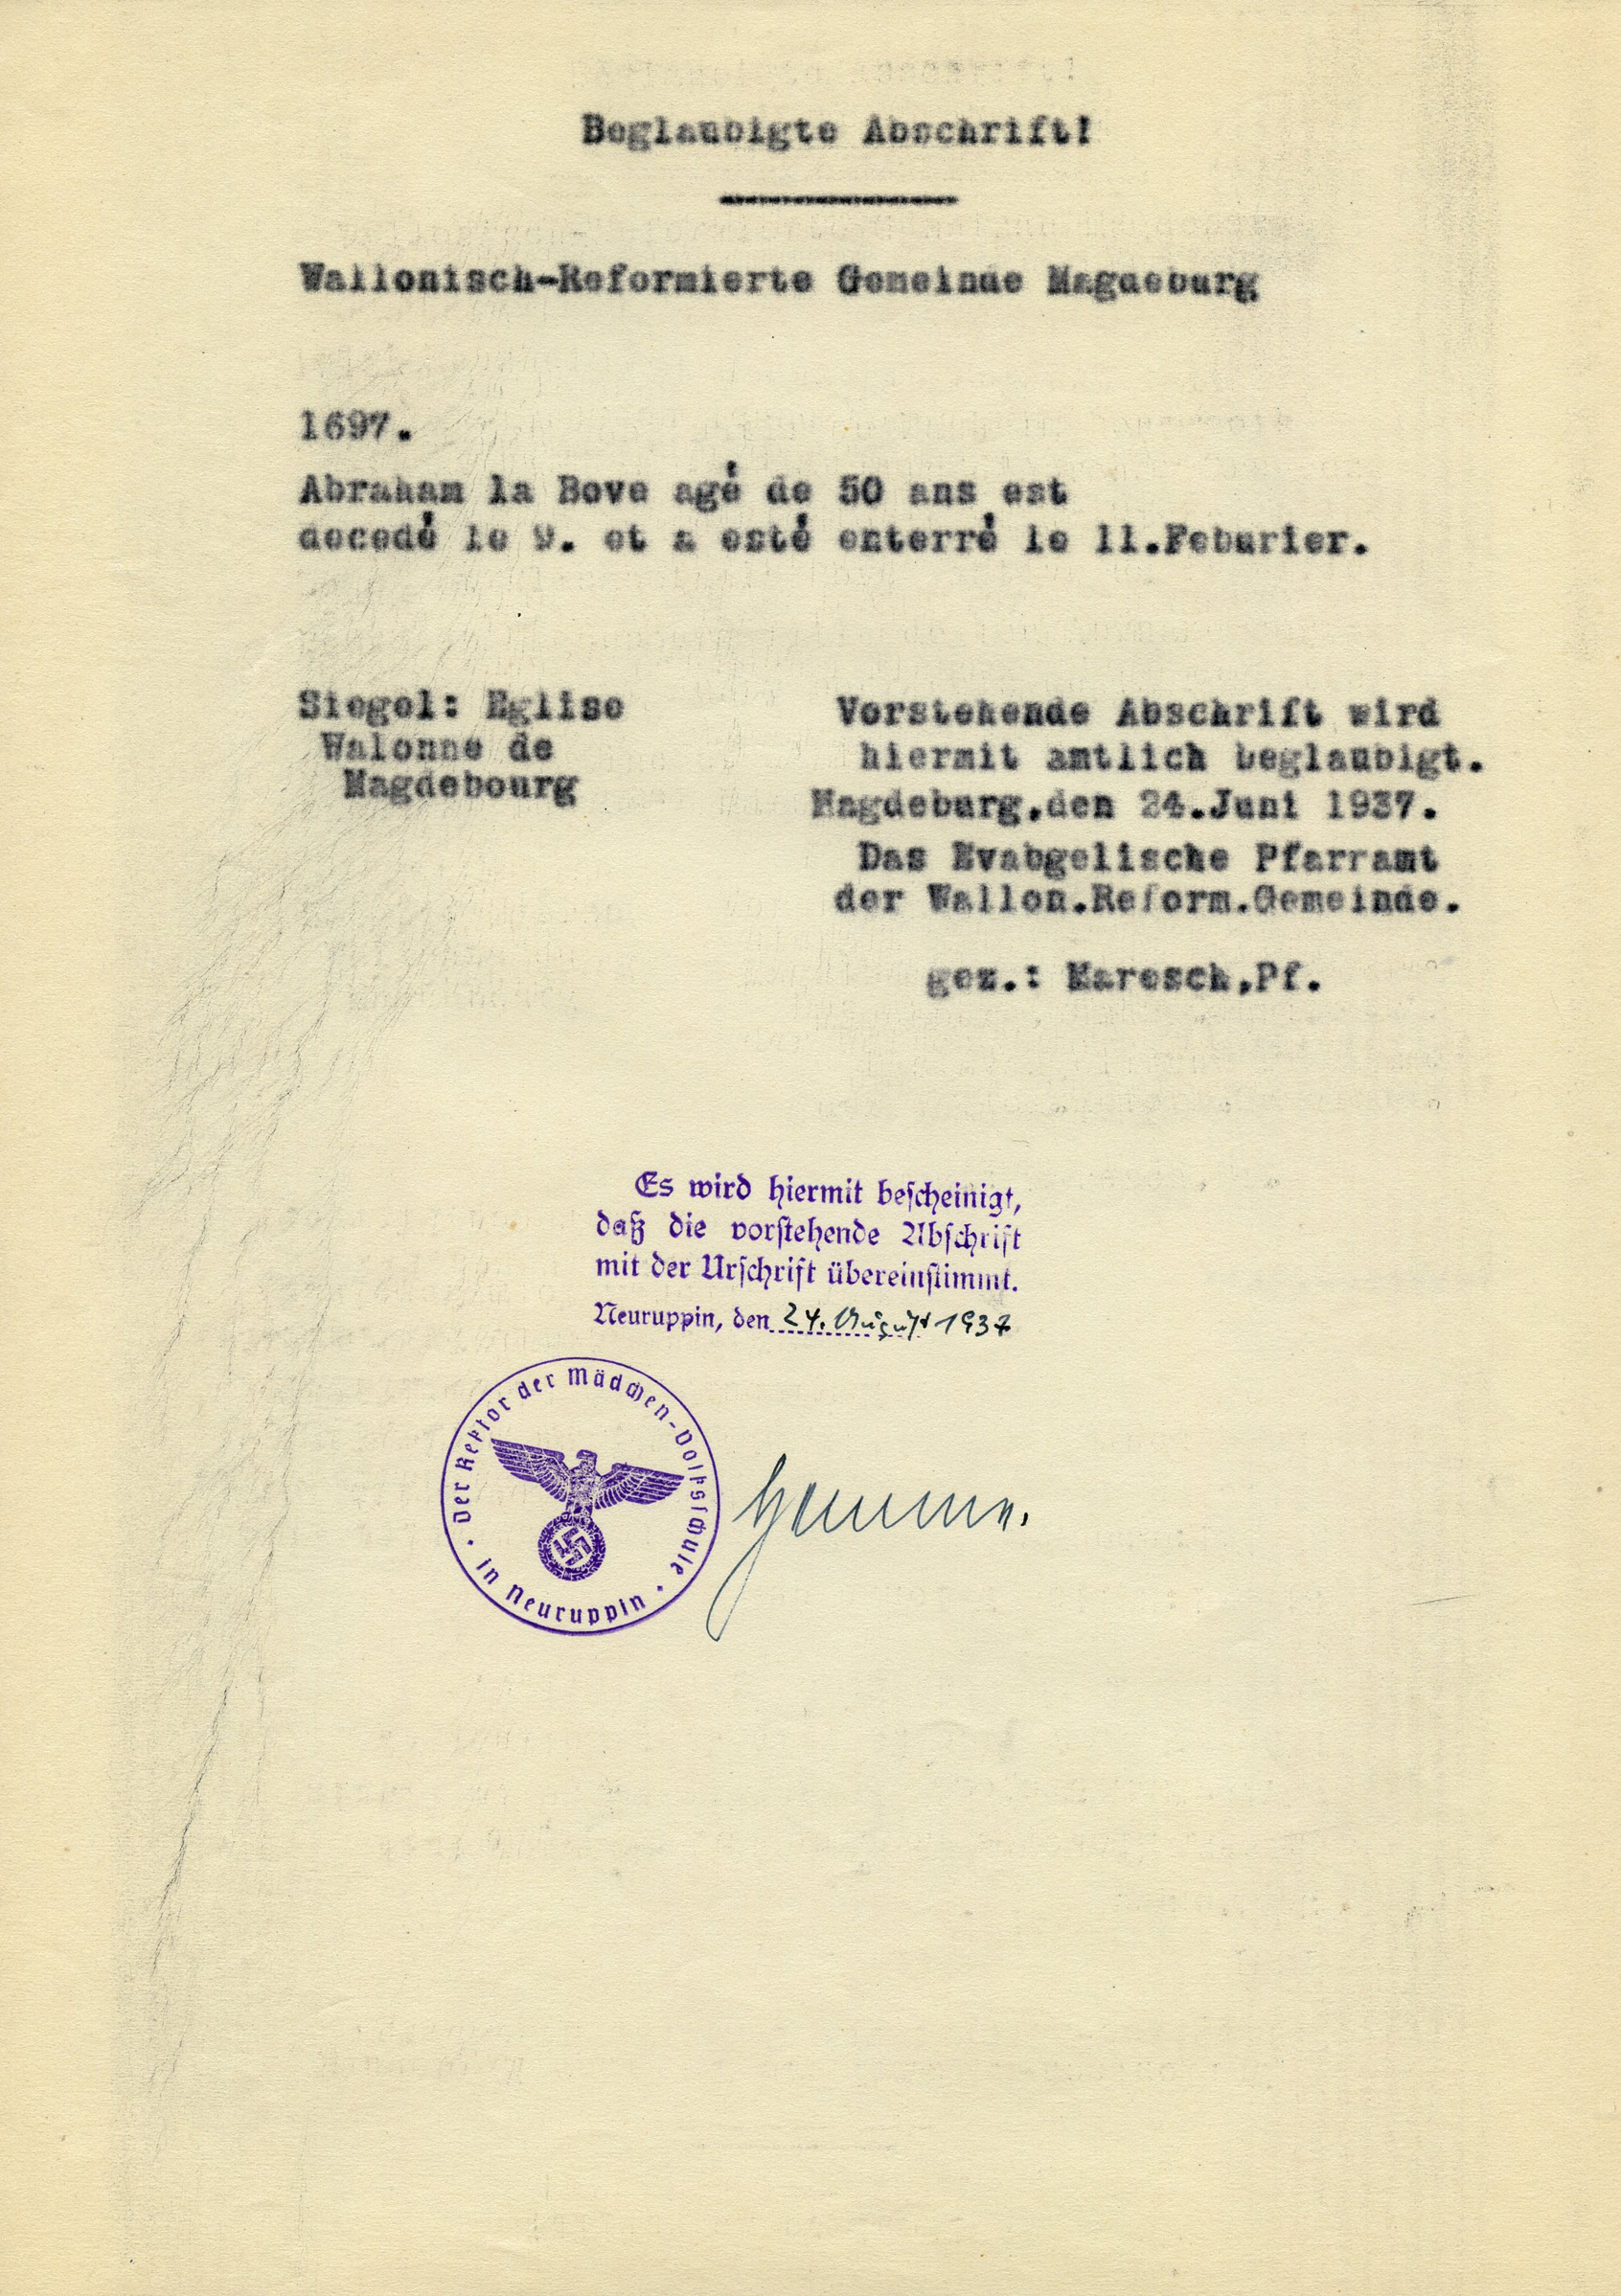 Beglaubigte Abschrift!
Wallonisch-Reformierte Gemeinde Magdeburg
1697.
Abraham la Bove agé de 50 ans est
decedé le 9. et a esté enterré le 11.Feburier.
Siegel: Eglise
Walonne de
Magdebourg
Vorstehende Abschrift wird
hiermit amtlich beglaubigt.
Magdeburg,den 24.Juni 1937.
Das Evabgelische Pfarramt
der Wallon.Reform.Gemeinde.
gez.: Maresch,Pf.
Es wird hiermit bescheinigt,
daß die vorstehende Abschrift
mit der Urschrift übereinstimmt.
Neuruppin, den 24. August 1937
Der Rektor der Mädchen-Volksschule
in Neuruppin